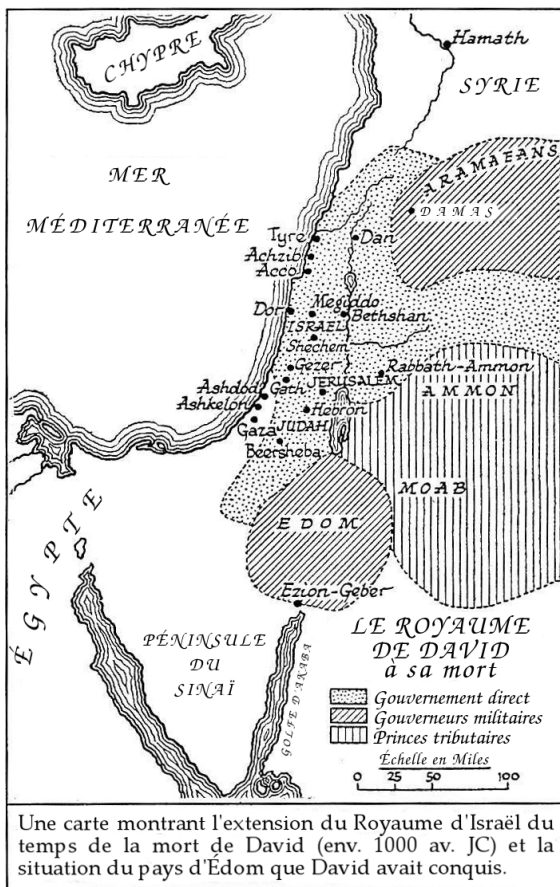 Hamath
CHYPRE
SYRIE
MER
MÉDITERRANÉE
ARAMAEANS
DAMAS
Tyre
Dan
Achzib
Acco
Dor
Megiddo
Bethshan
ISRAEL
Shechem
Gezer
Rabbath-Ammon
Gath
JERUSALEM
AMMON
Ashdod
Ashkelon
Hebron
Gaza
JUDAH
Beersheba
MOAB
EDOM
ÉGYPTE
Ezion-Geber
PÉNINSULE
DU
SINAÏ
GOLFE D'AKABA
LE ROYAUME
DE DAVID
à sa mort
Gouvernement direct
Gouverneurs militaires
Princes tributaires
Échelle en Miles
0 25 50 100
Une carte montrant l'extension du Royaume d'Israël du
temps de la mort de David (env. 1000 av. JC) et la
situation du pays d'Édom que David avait conquis.